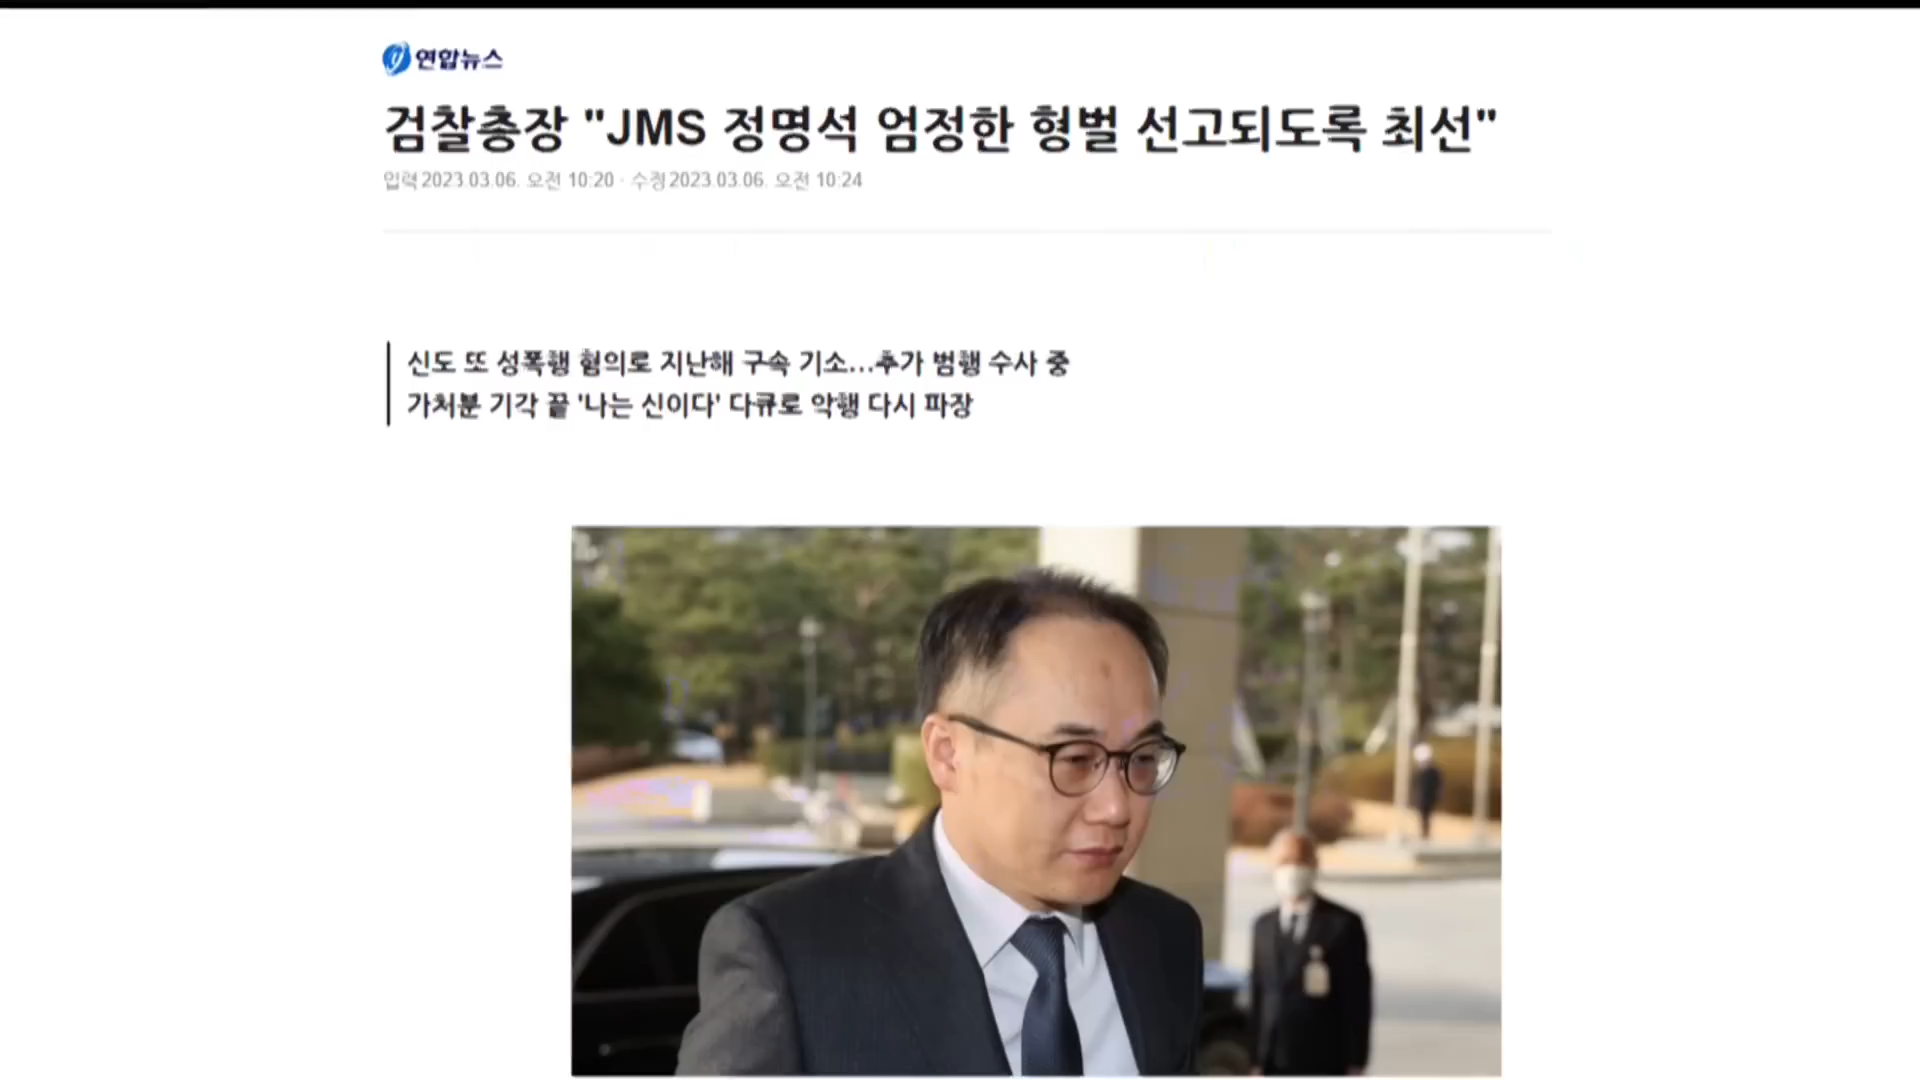 연합뉴스
검찰총장 "JMS 정명석 엄정한 형벌 선고되도록 최선"
입력 2023.03.06. 오전 10:20 · 수정 2023.03.06. 오전 10:24
신도 또 성폭행 혐의로 지난해 구속 기소...추가 범행 수사 중
가처분 기각 끝 '나는 신이다' 다큐로 악행 다시 파장